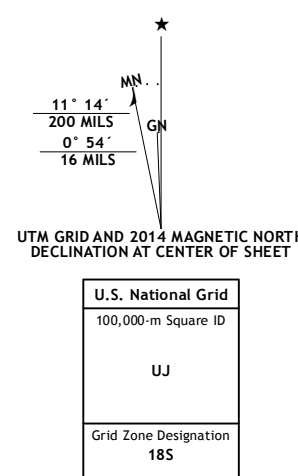 ★
MN
11° 14´
200 MILS
GN
0° 54´
16 MILS
UTM GRID AND 2014 MAGNETIC NORTH
DECLINATION AT CENTER OF SHEET
U.S. National Grid
100,000-m Square ID
UJ
Grid Zone Designation
18S